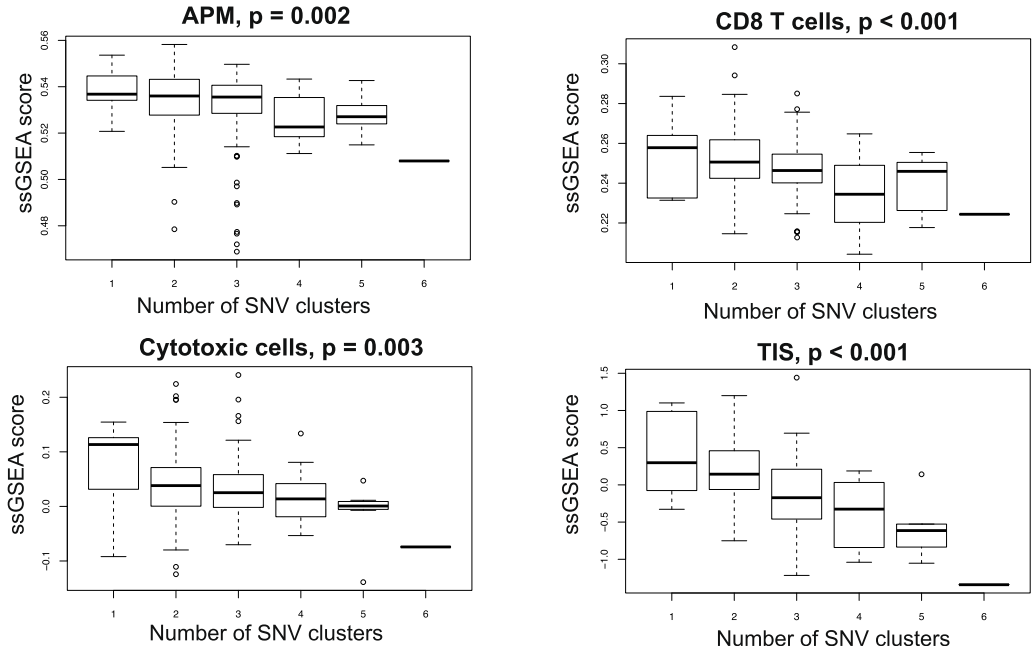 APM, p = 0.002
ssGSEA score
0.56
0.54
0.52
0.50
0.48
1 2 3 4 5 6
Number of SNV clusters
CD8 T cells, p < 0.001
ssGSEA score
0.30
0.28
0.26
0.24
0.22
1 2 3 4 5 6
Number of SNV clusters
Cytotoxic cells, p = 0.003
ssGSEA score
0.2
0.1
0.0
−0.1
1 2 3 4 5 6
Number of SNV clusters
TIS, p < 0.001
ssGSEA score
1.5
1.0
0.5
0.0
−0.5
−1.0
1 2 3 4 5 6
Number of SNV clusters